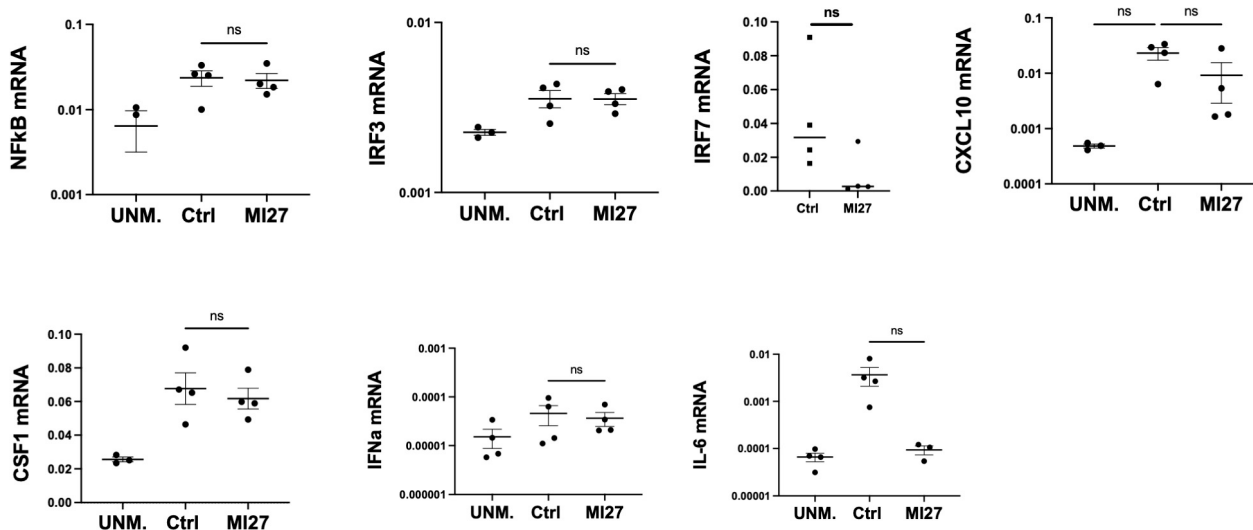 NFkB mRNA
0.1
0.01
0.001
ns
UNM. Ctrl MI27
IRF3 mRNA
0.01
0.001
ns
UNM. Ctrl MI27
IRF7 mRNA
0.10
0.08
0.06
0.04
0.02
0.00
ns
Ctrl MI27
CXCL10 mRNA
0.1
0.01
0.001
0.0001
ns ns
UNM. Ctrl MI27
CSF1 mRNA
0.10
0.08
0.06
0.04
0.02
0.00
ns
UNM. Ctrl MI27
IFNa mRNA
0.001
0.0001
0.00001
0.000001
ns
UNM. Ctrl MI27
IL-6 mRNA
0.01
0.001
0.0001
0.00001
ns
UNM. Ctrl MI27